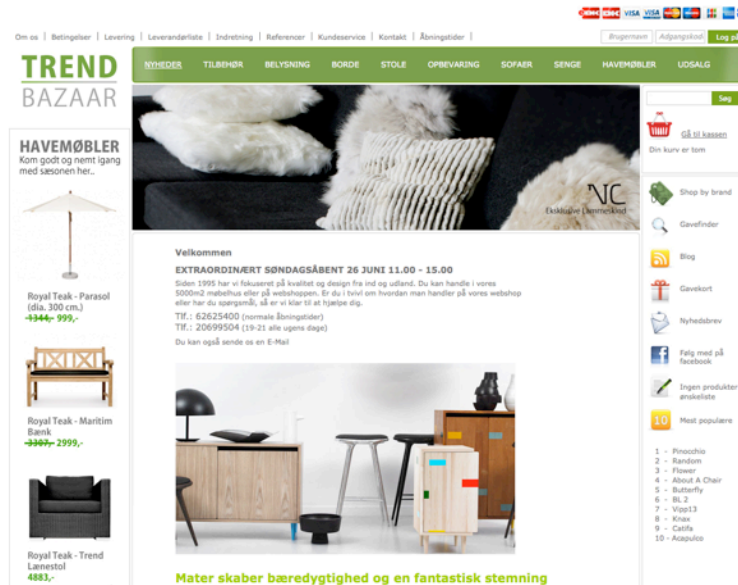 Om os | Betingelser | Levering | Leverandørliste | Indretning | Referencer | Kundeservice | Kontakt | Åbningstider |
Brugernavn
Adgangskode
Log på
TREND
BAZAAR
NYHEDER TILBEHØR BELYSNING BORDE STOLE OPBEVARING SOFAER SENGE HAVEMØBLER UDSALG
HAVEMØBLER
Kom godt og nemt igang
med sæsonen her..
Royal Teak - Parasol
(dia. 300 cm.)
1344,- 999,-
Royal Teak - Maritim
Bænk
3307,- 2999,-
Royal Teak - Trend
Lænestol
4883,-
NC
Eksklusive Lammeskind
Velkommen
EXTRAORDINÆRT SØNDAGSÅBENT 26 JUNI 11.00 - 15.00
Siden 1995 har vi fokuseret på kvalitet og design fra ind og udland. Du kan handle i vores
5000m2 møbelhus eller på webshoppen. Er du i tvivl om hvordan man handler på vores webshop
eller har du spørgsmål, så er vi klar til at hjælpe dig.
Tlf.: 62625400 (normale åbningstider)
Tlf.: 20699504 (19-21 alle ugens dage)
Du kan også sende os en E-Mail
Mater skaber bæredygtighed og en fantastisk stemning
Søg
Gå til kassen
Din kurv er tom
Shop by brand
Gavefinder
Blog
Gavekort
Nyhedsbrev
Følg med på
facebook
Ingen produkter
ønskeliste
10
Mest populære
1 - Pinocchio
2 - Random
3 - Flower
4 - About A Chair
5 - Butterfly
6 - BL 2
7 - Vipp13
8 - Knax
9 - Catifa
10 - Acapulco